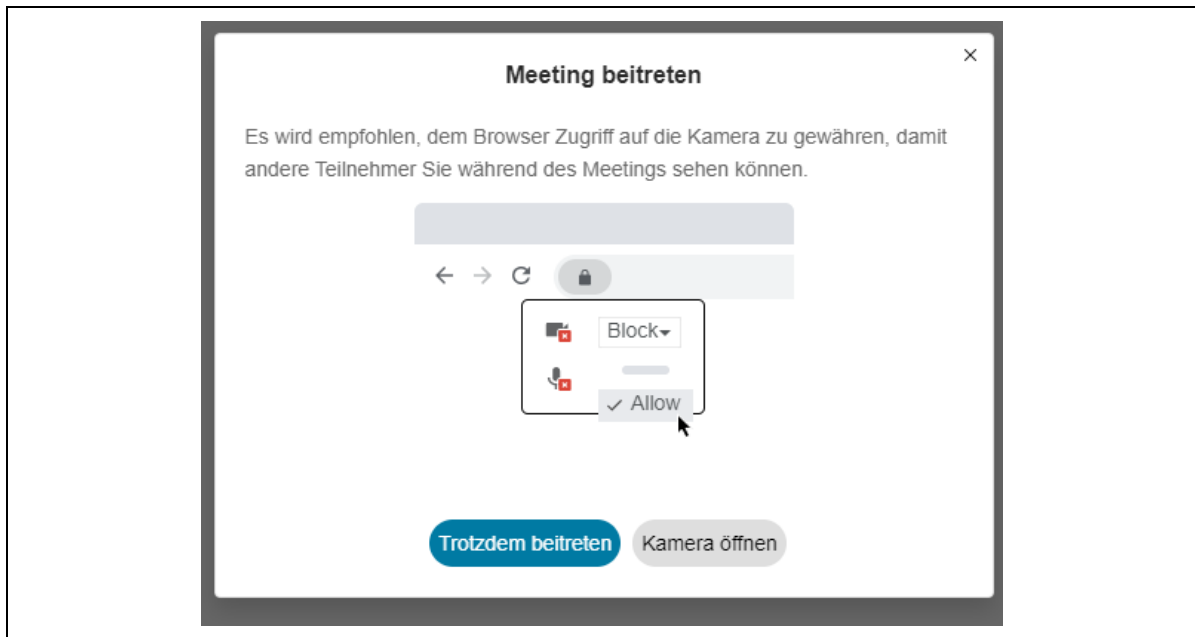 Meeting beitreten
Es wird empfohlen, dem Browser Zugriff auf die Kamera zu gewähren, damit
andere Teilnehmer Sie während des Meetings sehen können.
Block
Allow
Trotzdem beitreten Kamera öffnen